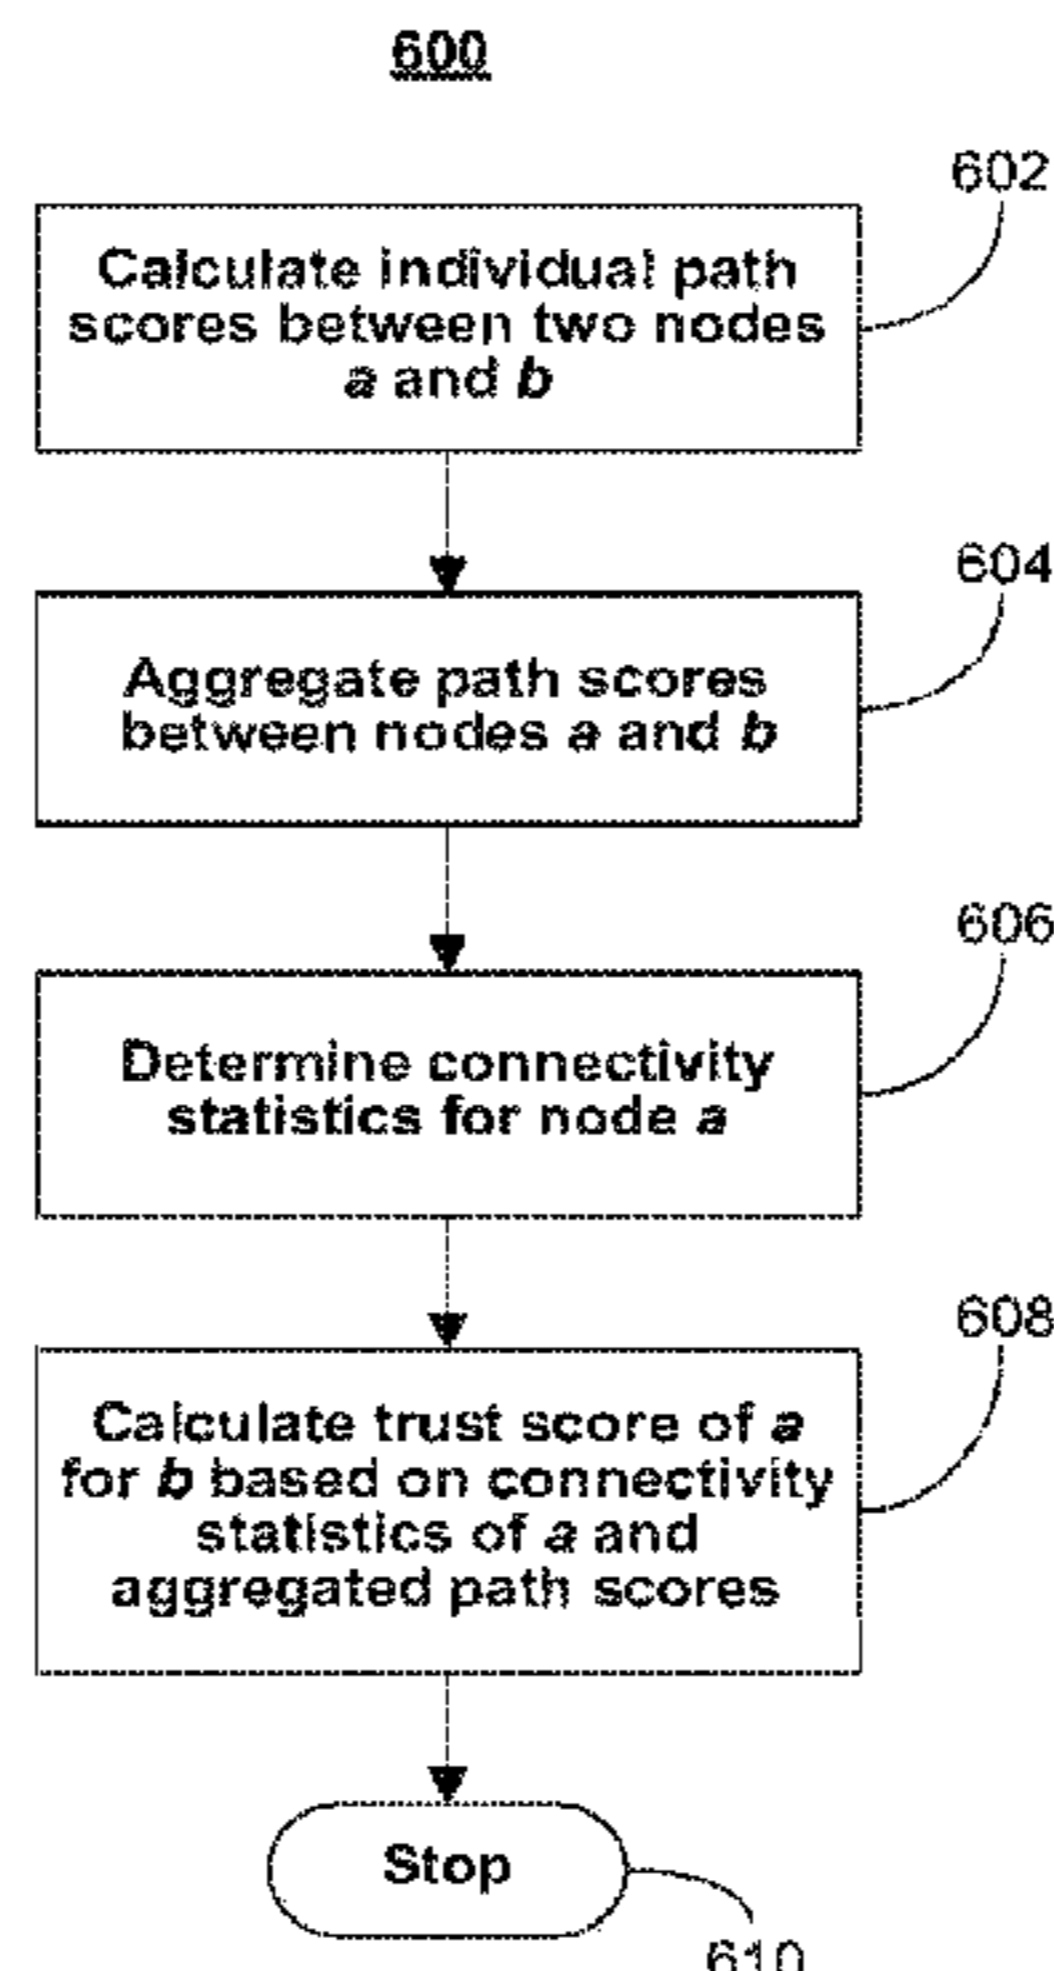 600
602
Calculate individual path
scores between two nodes
a and b
604
Aggregate path scores
between nodes a and b
606
Determine connectivity
statistics for node a
608
Calculate trust score of a
for b based on connectivity
statistics of a and
aggregated path scores
Stop
610